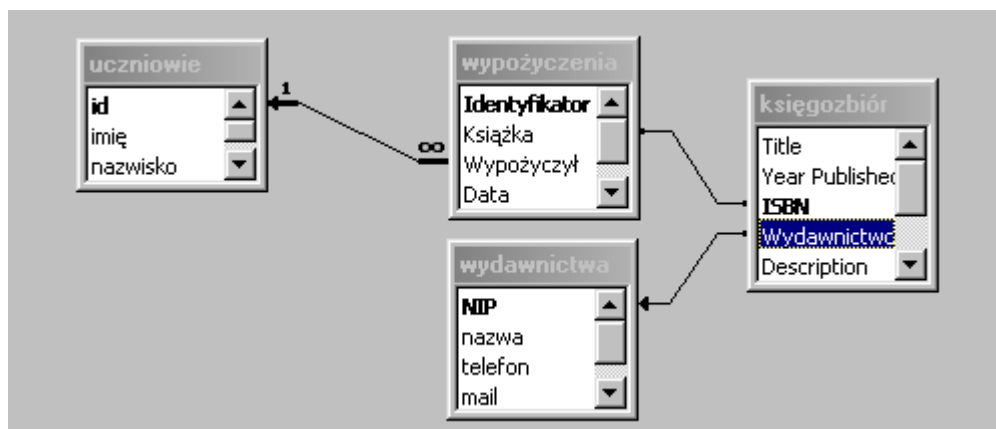 uczniowie
id
imię
nazwisko
1
∞
wypożyczenia
Identyfikator
Książka
Wypożyczył
Data
księgozbiór
Title
Year Publishec
ISBN
Wydawnictwc
Description
wydawnictwa
NIP
nazwa
telefon
mail